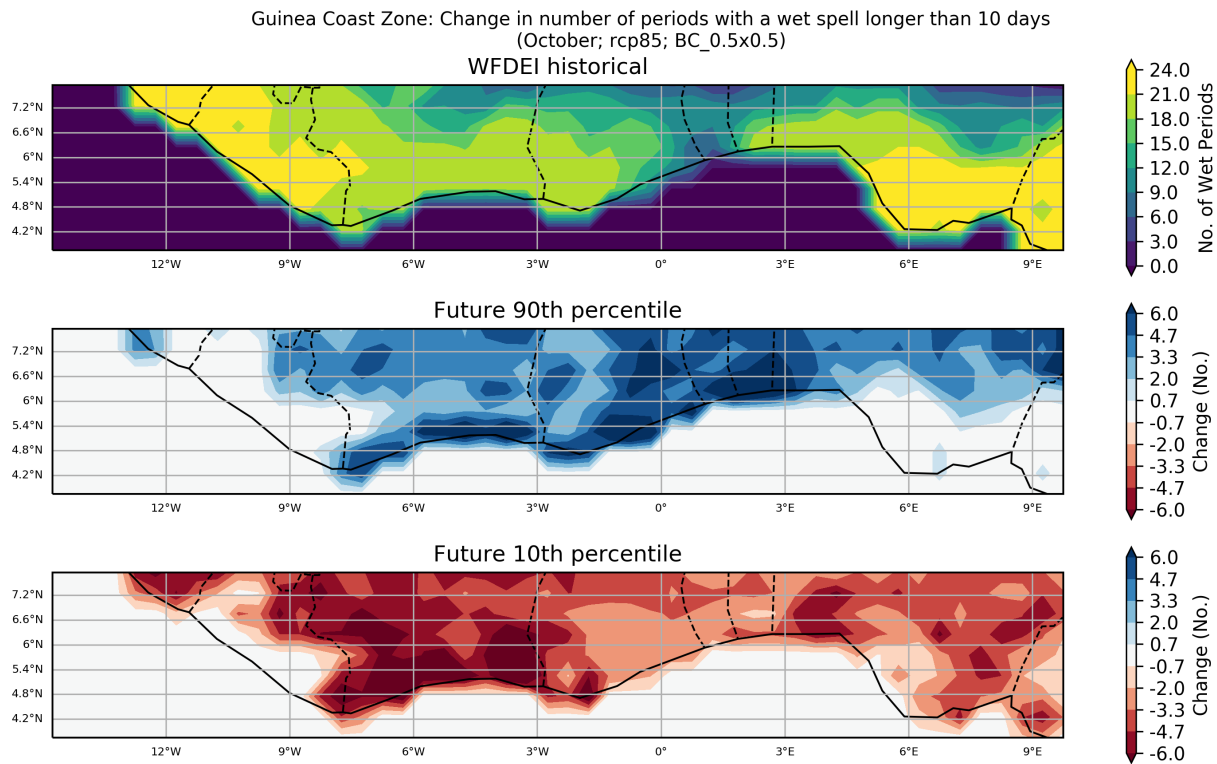 Guinea Coast Zone: Change in number of periods with a wet spell longer than 10 days
(October; rcp85; BC_0.5x0.5)
WFDEI historical
7.2°N
6.6°N
6°N
5.4°N
4.8°N
4.2°N
12°W 9°W 6°W 3°W 0° 3°E 6°E 9°E
24.0
21.0
18.0
15.0
12.0
9.0
6.0
3.0
0.0
No. of Wet Periods
Future 90th percentile
7.2°N
6.6°N
6°N
5.4°N
4.8°N
4.2°N
12°W 9°W 6°W 3°W 0° 3°E 6°E 9°E
6.0
4.7
3.3
2.0
0.7
-0.7
-2.0
-3.3
-4.7
-6.0
Change (No.)
Future 10th percentile
7.2°N
6.6°N
6°N
5.4°N
4.8°N
4.2°N
12°W 9°W 6°W 3°W 0° 3°E 6°E 9°E
6.0
4.7
3.3
2.0
0.7
-0.7
-2.0
-3.3
-4.7
-6.0
Change (No.)